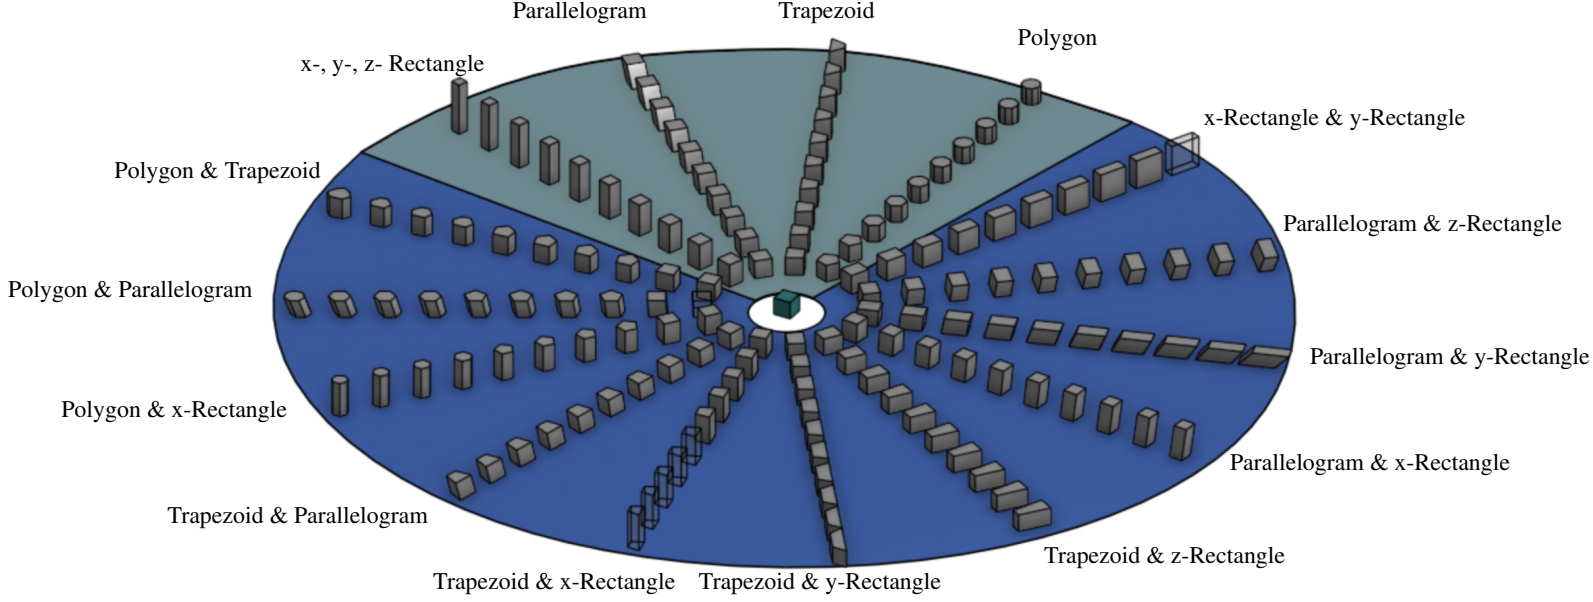 Parallelogram
Trapezoid
Polygon
x-, y-, z- Rectangle
x-Rectangle & y-Rectangle
Polygon & Trapezoid
Parallelogram & z-Rectangle
Polygon & Parallelogram
Parallelogram & y-Rectangle
Polygon & x-Rectangle
Parallelogram & x-Rectangle
Trapezoid & Parallelogram
Trapezoid & z-Rectangle
Trapezoid & x-Rectangle
Trapezoid & y-Rectangle